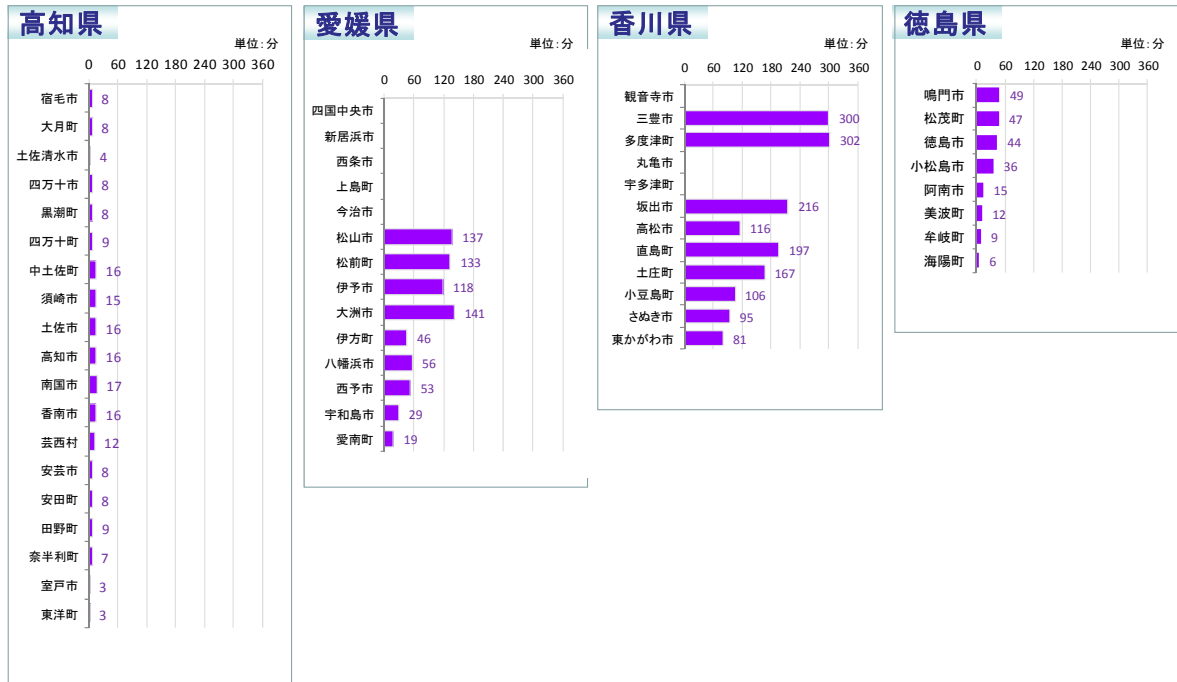 高知県
単位：分
0 60 120 180 240 300 360
宿毛市 8
大月町 8
土佐清水市 4
四万十市 8
黒潮町 8
四万十町 9
中土佐町 16
須崎市 15
土佐市 16
高知市 16
南国市 17
香南市 16
芸西村 12
安芸市 8
安田町 8
田野町 9
奈半利町 7
室戸市 3
東洋町 3
愛媛県
単位：分
0 60 120 180 240 300 360
四国中央市
新居浜市
西条市
上島町
今治市
松山市 137
松前町 133
伊予市 118
大洲市 141
伊方町 46
八幡浜市 56
西予市 53
宇和島市 29
愛南町 19
香川県
単位：分
0 60 120 180 240 300 360
観音寺市
三豊市 300
多度津町 302
丸亀市
宇多津町
坂出市 216
高松市 116
直島町 197
土庄町 167
小豆島町 106
さぬき市 95
東かがわ市 81
徳島県
単位：分
0 60 120 180 240 300 360
鳴門市 49
松茂町 47
徳島市 44
小松島市 36
阿南市 15
美波町 12
牟岐町 9
海陽町 6